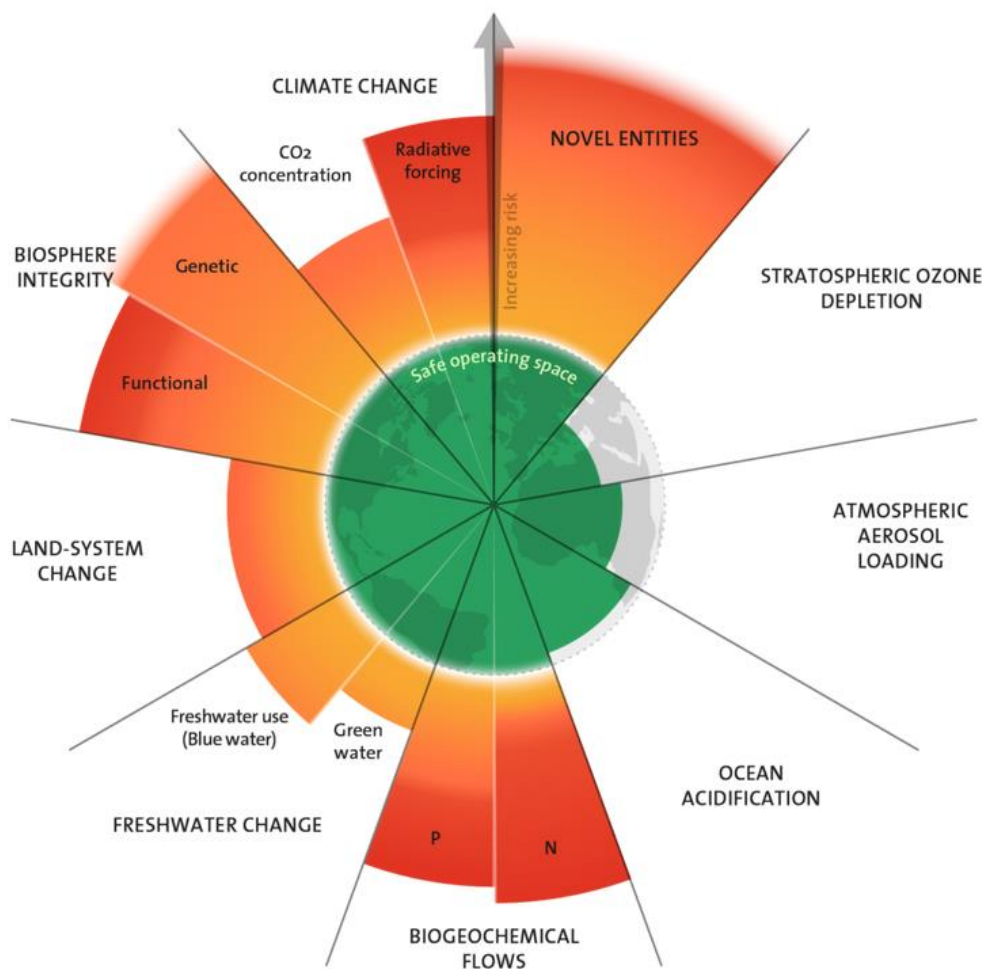 CLIMATE CHANGE
CO2
concentration
Radiative
forcing
NOVEL ENTITIES
Increasing risk
BIOSPHERE
INTEGRITY
Genetic
Functional
STRATOSPHERIC OZONE
DEPLETION
Safe operating space
LAND-SYSTEM
CHANGE
ATMOSPHERIC
AEROSOL
LOADING
Freshwater use
(Blue water)
Green
water
FRESHWATER CHANGE
OCEAN
ACIDIFICATION
P
N
BIOGEOCHEMICAL
FLOWS